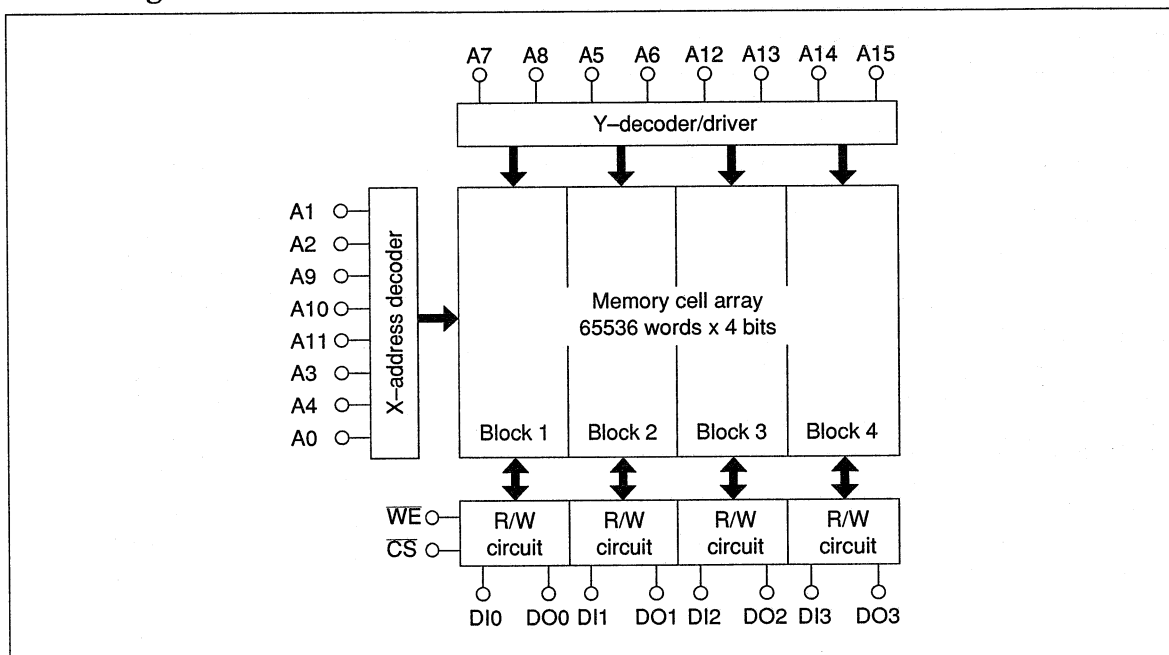 A7 A8 A5 A6 A12 A13 A14 A15
Y–decoder/driver
A1
A2
A9
A10
A11
A3
A4
A0
X–address decoder
Memory cell array
65536 words x 4 bits
Block 1 Block 2 Block 3 Block 4
WE
CS
R/W circuit
R/W circuit
R/W circuit
R/W circuit
DI0 DO0 DI1 DO1 DI2 DO2 DI3 DO3